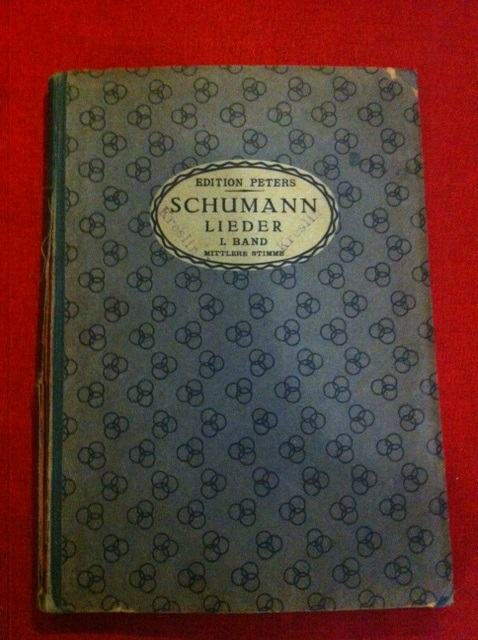 EDITION PETERS
SCHUMANN
LIEDER
I. BAND
MITTLERE STIMME